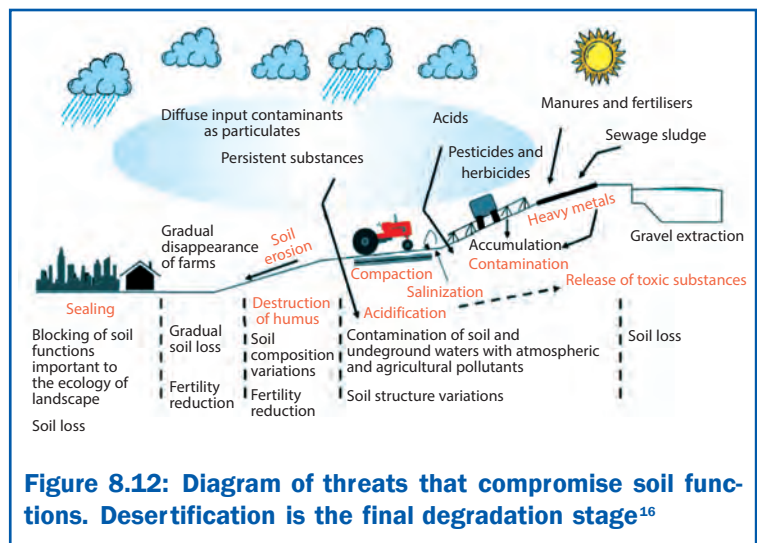 Diffuse input contaminants
as particulates
Persistent substances
Acids
Pesticides and
herbicides
Manures and fertilisers
Sewage sludge
Heavy metals
Gravel extraction
Gradual
disappearance
of farms
Soil
erosion
Compaction
Salinization
Accumulation
Contamination
Release of toxic substances
Sealing
Destruction
of humus
Acidification
Blocking of soil
functions
important to
the ecology of
landscape
Soil loss
Gradual
soil loss
Fertility
reduction
Soil
composition
variations
Fertility
reduction
Contamination of soil and
undeground waters with atmospheric
and agricultural pollutants
Soil structure variations
Soil loss
Figure 8.12: Diagram of threats that compromise soil func-
tions. Desertification is the final degradation stage¹⁶